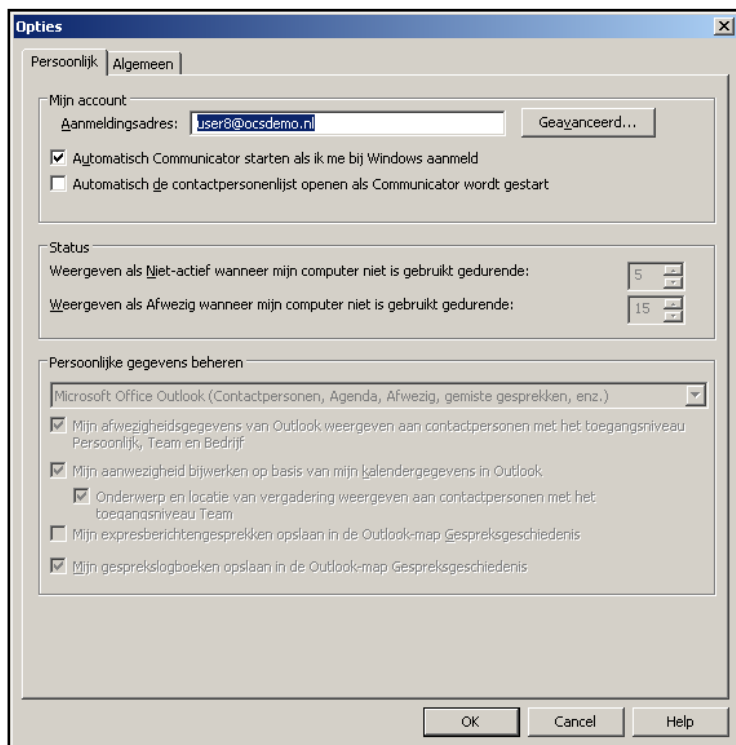 Opties
Persoonlijk
Algemeen
Mijn account
Aanmeldingsadres:
user8@ocsdemo.nl
Geavanceerd...
Automatisch Communicator starten als ik me bij Windows aanmeld
Automatisch de contactpersonenlijst openen als Communicator wordt gestart
Status
Weergeven als Niet-actief wanneer mijn computer niet is gebruikt gedurende:
5
Weergeven als Afwezig wanneer mijn computer niet is gebruikt gedurende:
15
Persoonlijke gegevens beheren
Microsoft Office Outlook (Contactpersonen, Agenda, Afwezig, gemiste gesprekken, enz.)
Mijn afwezigheidsgegevens van Outlook weergeven aan contactpersonen met het toegangsniveau
Persoonlijk, Team en Bedrijf
Mijn aanwezigheid bijwerken op basis van mijn kalendergegevens in Outlook
Onderwerp en locatie van vergadering weergeven aan contactpersonen met het
toegangsniveau Team
Mijn expresberichtengesprekken opslaan in de Outlook-map Gespreksgeschiedenis
Mijn gesprekslogboeken opslaan in de Outlook-map Gespreksgeschiedenis
OK
Cancel
Help